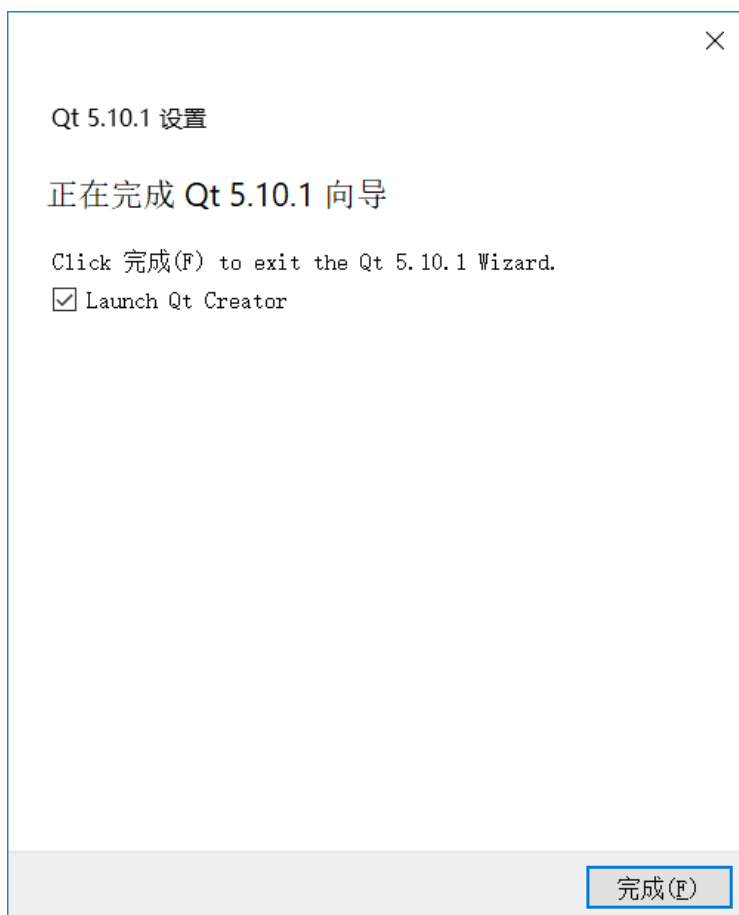 Qt 5.10.1 设置
正在完成 Qt 5.10.1 向导
Click 完成(F) to exit the Qt 5.10.1 Wizard.
Launch Qt Creator
完成(F)